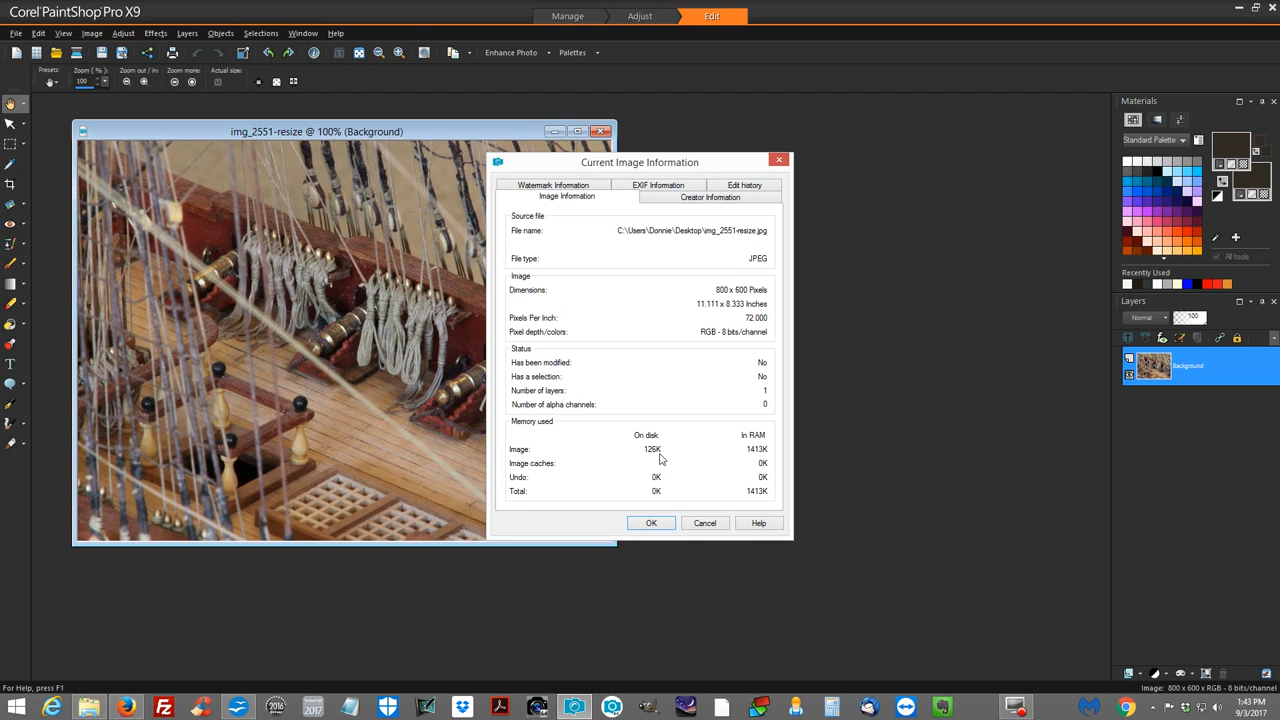 Corel PaintShop Pro X9
Manage Adjust Edit
File Edit View Image Adjust Effects Layers Objects Selections Window Help
Enhance Photo Palettes
Presets: Zoom ( % ): Zoom out / in: Zoom more: Actual size:
100
Materials
img_2551-resize @ 100% (Background)
Standard Palette
All tools
Recently Used
Layers
Normal 100
Background
Current Image Information
Watermark Information EXIF Information Edit history
Image Information Creator Information
Source file
File name: C:\Users\Donnie\Desktop\img_2551-resize.jpg
File type: JPEG
Image
Dimensions: 800 x 600 Pixels
11.111 x 8.333 Inches
Pixels Per Inch: 72.000
Pixel depth/colors: RGB - 8 bits/channel
Status
Has been modified: No
Has a selection: No
Number of layers: 1
Number of alpha channels: 0
Memory used
On disk In RAM
Image: 126K 1413K
Image caches: 0K
Undo: 0K 0K
Total: 0K 1413K
OK Cancel Help
For Help, press F1
Image: 800 x 600 x RGB - 8 bits/channel
2016
2017
1:43 PM
9/3/2017